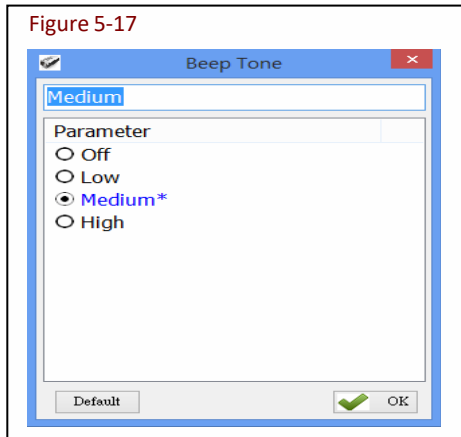 Figure 5-17
Beep Tone
Medium
Parameter
Off
Low
Medium*
High
Default OK